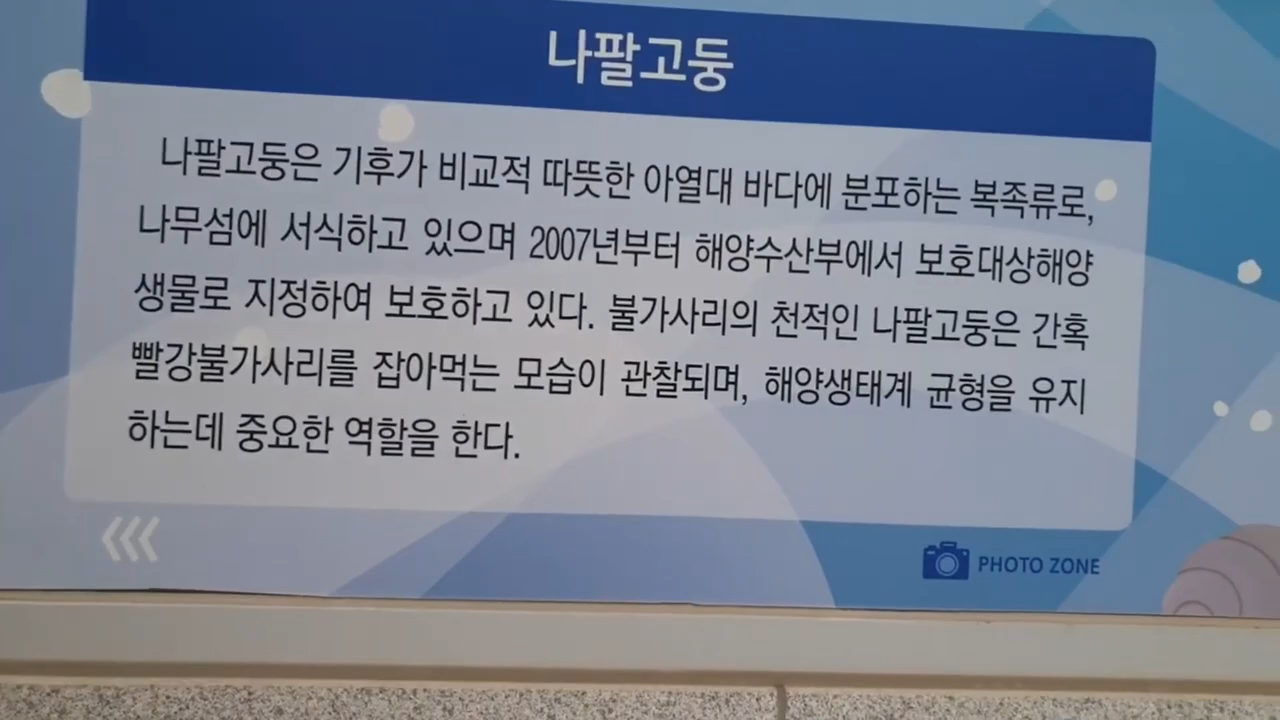 나팔고둥
나팔고둥은 기후가 비교적 따뜻한 아열대 바다에 분포하는 복족류로,
나무섬에 서식하고 있으며 2007년부터 해양수산부에서 보호대상해양
생물로 지정하여 보호하고 있다. 불가사리의 천적인 나팔고둥은 간혹
빨강불가사리를 잡아먹는 모습이 관찰되며, 해양생태계 균형을 유지
하는데 중요한 역할을 한다.
PHOTO ZONE